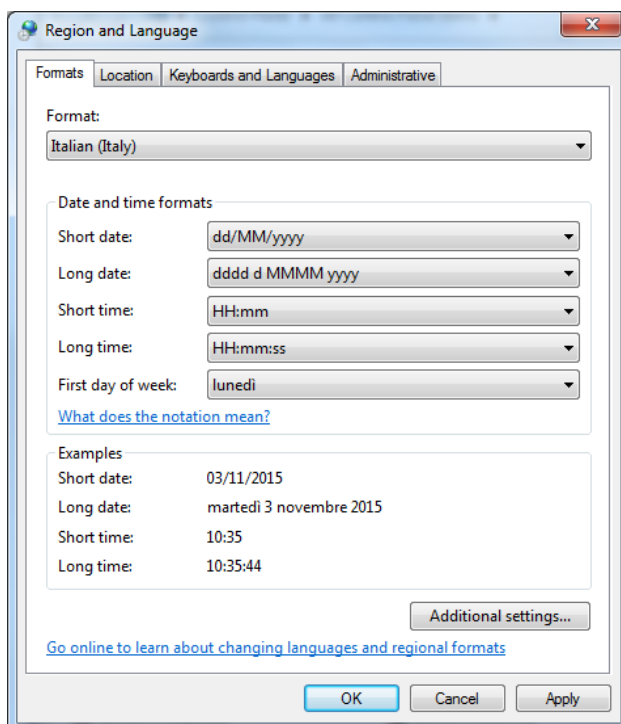 Region and Language
Formats Location Keyboards and Languages Administrative
Format:
Italian (Italy)
Date and time formats
Short date: dd/MM/yyyy
Long date: dddd d MMMM yyyy
Short time: HH:mm
Long time: HH:mm:ss
First day of week: lunedì
What does the notation mean?
Examples
Short date: 03/11/2015
Long date: martedì 3 novembre 2015
Short time: 10:35
Long time: 10:35:44
Additional settings...
Go online to learn about changing languages and regional formats
OK Cancel Apply